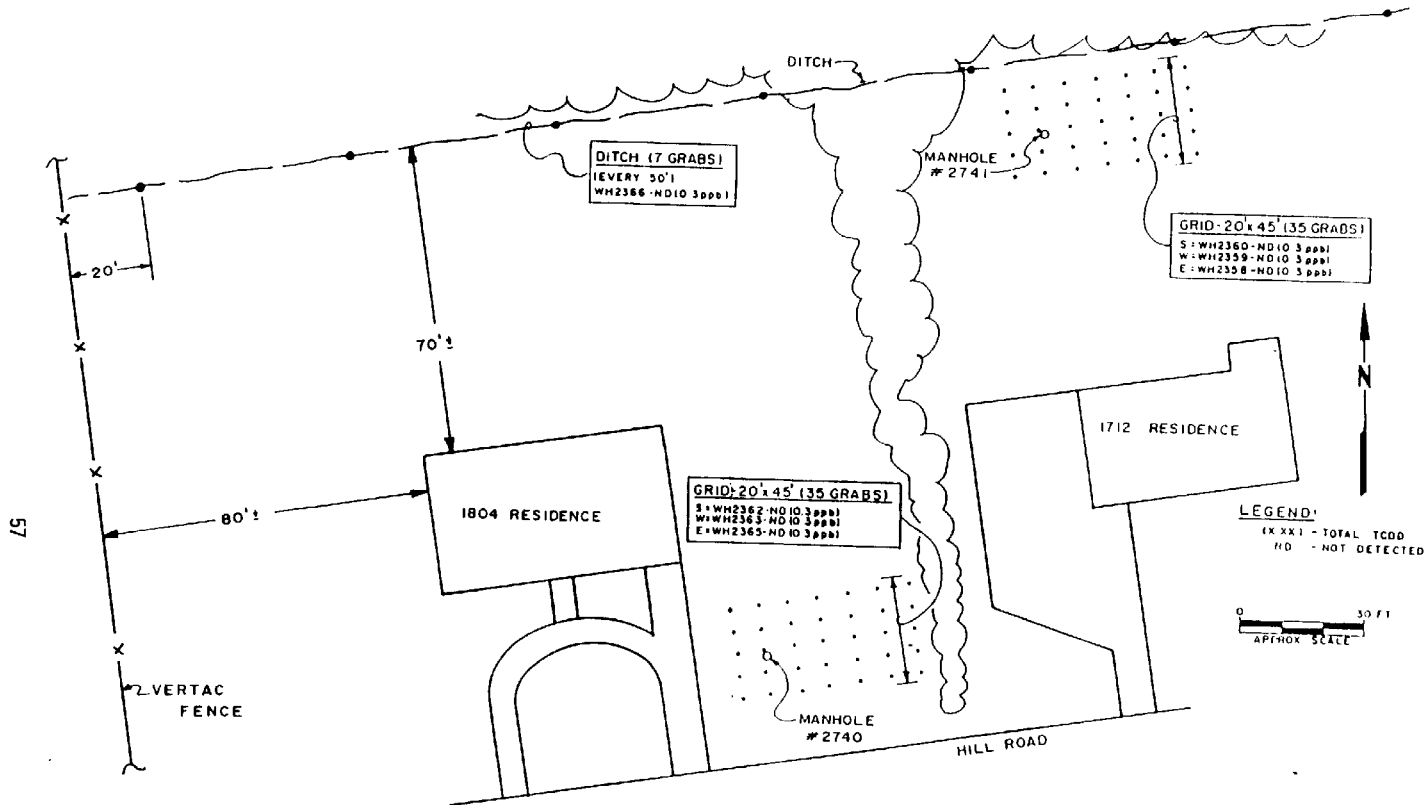 DITCH
DITCH (7 GRABS)
(EVERY 50')
WH2366-ND(0.3ppb)
MANHOLE
#2741
GRID-20'x 45' (35 GRABS)
S=WH2360-ND(0.3ppb)
W=WH2359-ND(0.3ppb)
E=WH2358-ND(0.3ppb)
20'
70'±
N
1712 RESIDENCE
GRID-20'x 45' (35 GRABS)
S=WH2362-ND(0.3ppb)
W=WH2363-ND(0.3ppb)
E=WH2365-ND(0.3ppb)
80'±
1804 RESIDENCE
57
LEGEND:
(X.XX) - TOTAL TCDD
ND - NOT DETECTED
0 30 FT
APPROX SCALE
VERTAC
FENCE
MANHOLE
#2740
HILL ROAD